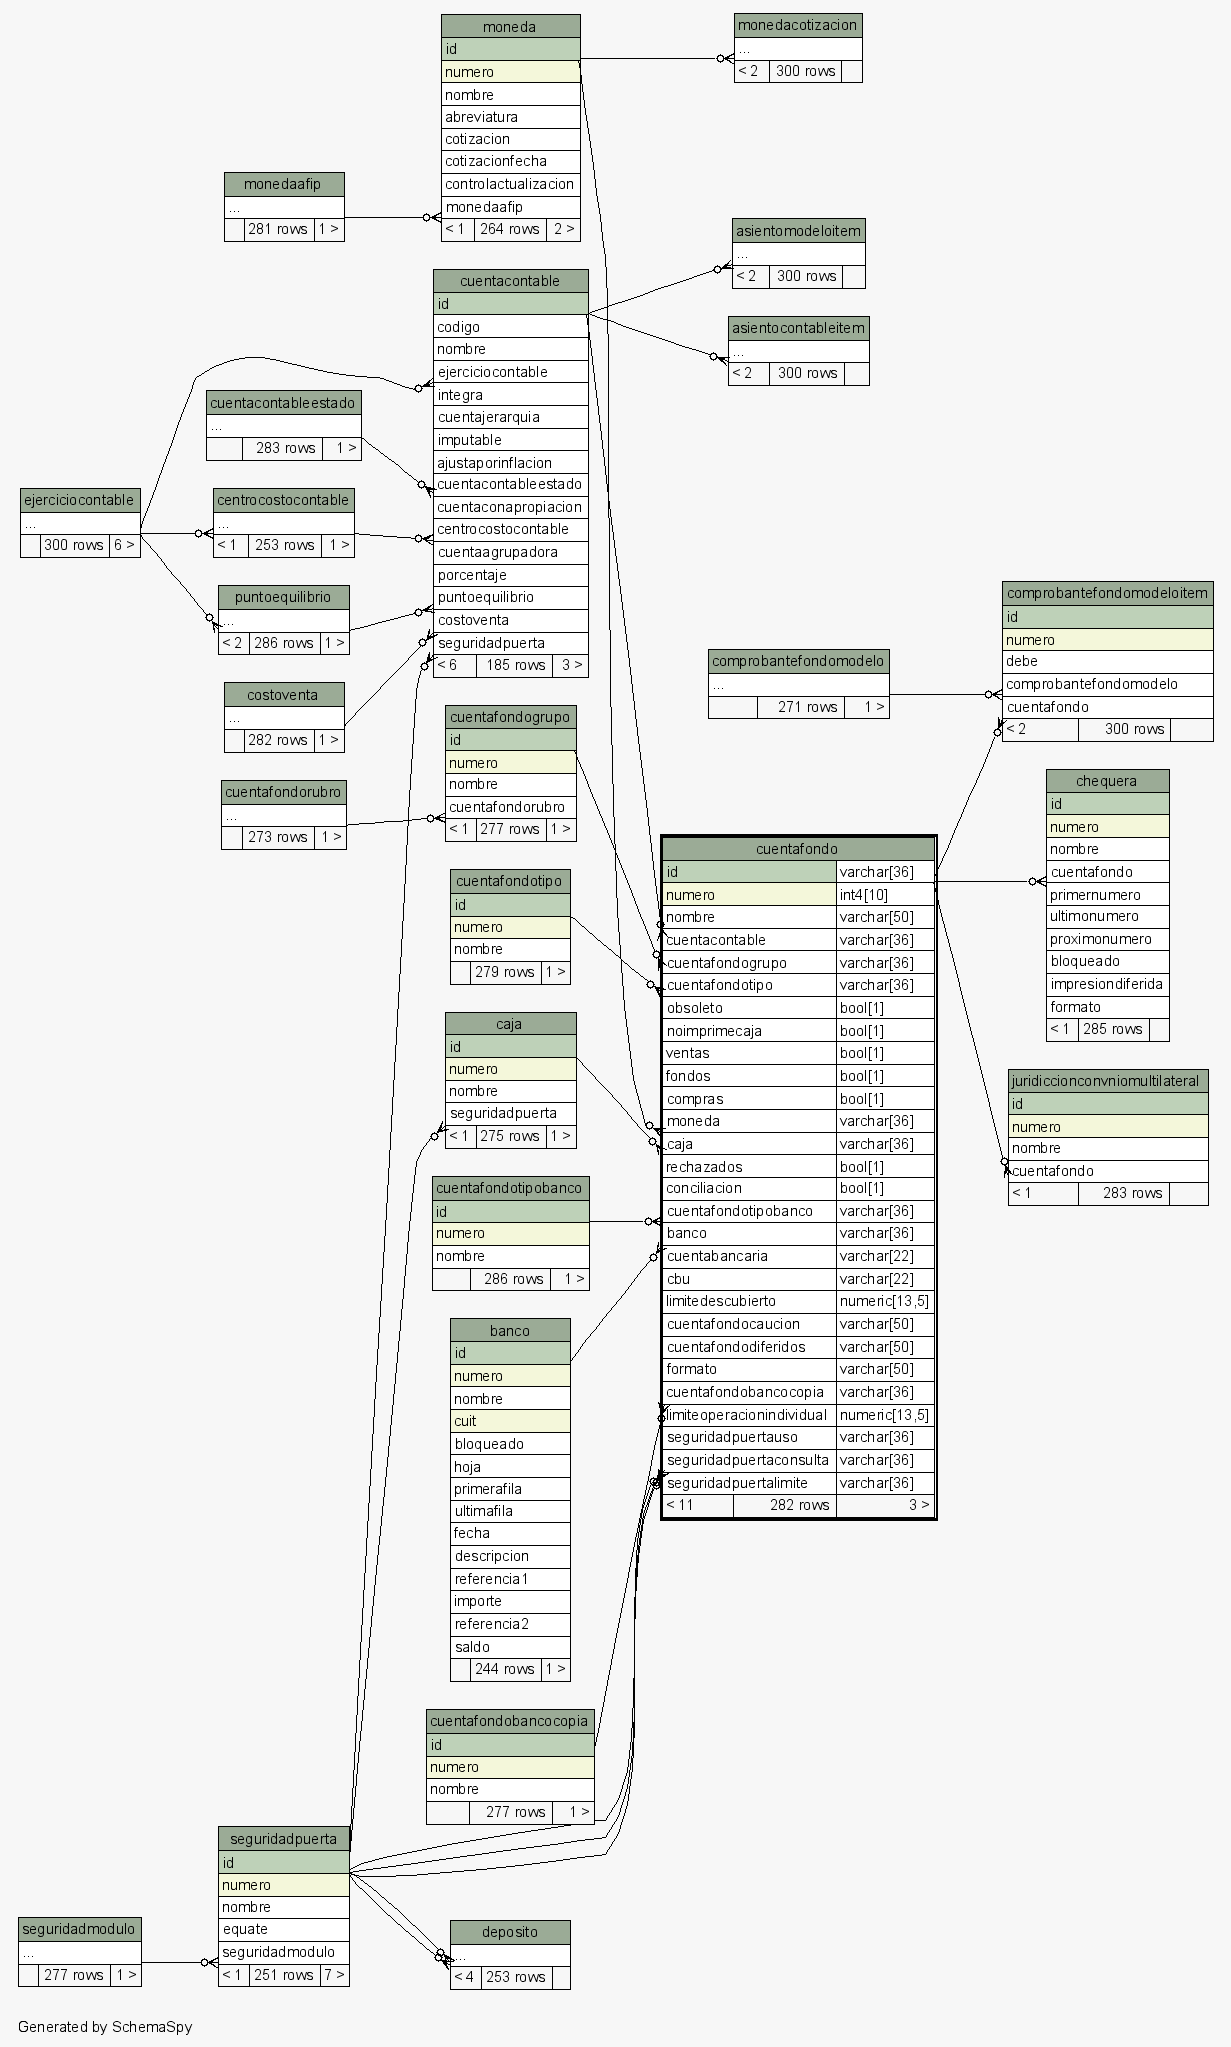 moneda
id
numero
nombre
abreviatura
cotizacion
cotizacionfecha
controlactualizacion
monedaafip
< 1 264 rows 2 >
monedacotizacion
...
< 2 300 rows
monedaafip
...
281 rows 1 >
asientomodeloitem
...
< 2 300 rows
asientocontableitem
...
< 2 300 rows
cuentacontable
id
codigo
nombre
ejerciciocontable
integra
cuentajerarquia
imputable
ajustaporinflacion
cuentacontableestado
cuentaconapropiacion
centrocostocontable
cuentaagrupadora
porcentaje
puntoequilibrio
costoventa
seguridadpuerta
< 6 185 rows 3 >
cuentacontableestado
...
283 rows 1 >
ejerciciocontable
...
300 rows 6 >
centrocostocontable
...
< 1 253 rows 1 >
puntoequilibrio
...
< 2 286 rows 1 >
costoventa
...
282 rows 1 >
cuentafondorubro
...
273 rows 1 >
cuentafondogrupo
id
numero
nombre
cuentafondorubro
< 1 277 rows 1 >
comprobantefondomodelo
...
271 rows 1 >
comprobantefondomodeloitem
id
numero
debe
comprobantefondomodelo
cuentafondo
< 2 300 rows
chequera
id
numero
nombre
cuentafondo
primernumero
ultimonumero
proximonumero
bloqueado
impresiondiferida
formato
< 1 285 rows
juridiccionconvniomultilateral
id
numero
nombre
cuentafondo
< 1 283 rows
cuentafondo
id varchar[36]
numero int4[10]
nombre varchar[50]
cuentacontable varchar[36]
cuentafondogrupo varchar[36]
cuentafondotipo varchar[36]
obsoleto bool[1]
noimprimecaja bool[1]
ventas bool[1]
fondos bool[1]
compras bool[1]
moneda varchar[36]
caja varchar[36]
rechazados bool[1]
conciliacion bool[1]
cuentafondotipobanco varchar[36]
banco varchar[36]
cuentabancaria varchar[22]
cbu varchar[22]
limitedescubierto numeric[13,5]
cuentafondocaucion varchar[50]
cuentafondodiferidos varchar[50]
formato varchar[50]
cuentafondobancocopia varchar[36]
limiteoperacionindividual numeric[13,5]
seguridadpuertauso varchar[36]
seguridadpuertaconsulta varchar[36]
seguridadpuertalimite varchar[36]
< 11 282 rows 3 >
cuentafondotipo
id
numero
nombre
279 rows 1 >
caja
id
numero
nombre
seguridadpuerta
< 1 275 rows 1 >
cuentafondotipobanco
id
numero
nombre
286 rows 1 >
banco
id
numero
nombre
cuit
bloqueado
hoja
primerafila
ultimafila
fecha
descripcion
referencia1
importe
referencia2
saldo
244 rows 1 >
cuentafondobancocopia
id
numero
nombre
277 rows 1 >
seguridadpuerta
id
numero
nombre
equate
seguridadmodulo
< 1 251 rows 7 >
seguridadmodulo
...
277 rows 1 >
deposito
...
< 4 253 rows
Generated by SchemaSpy